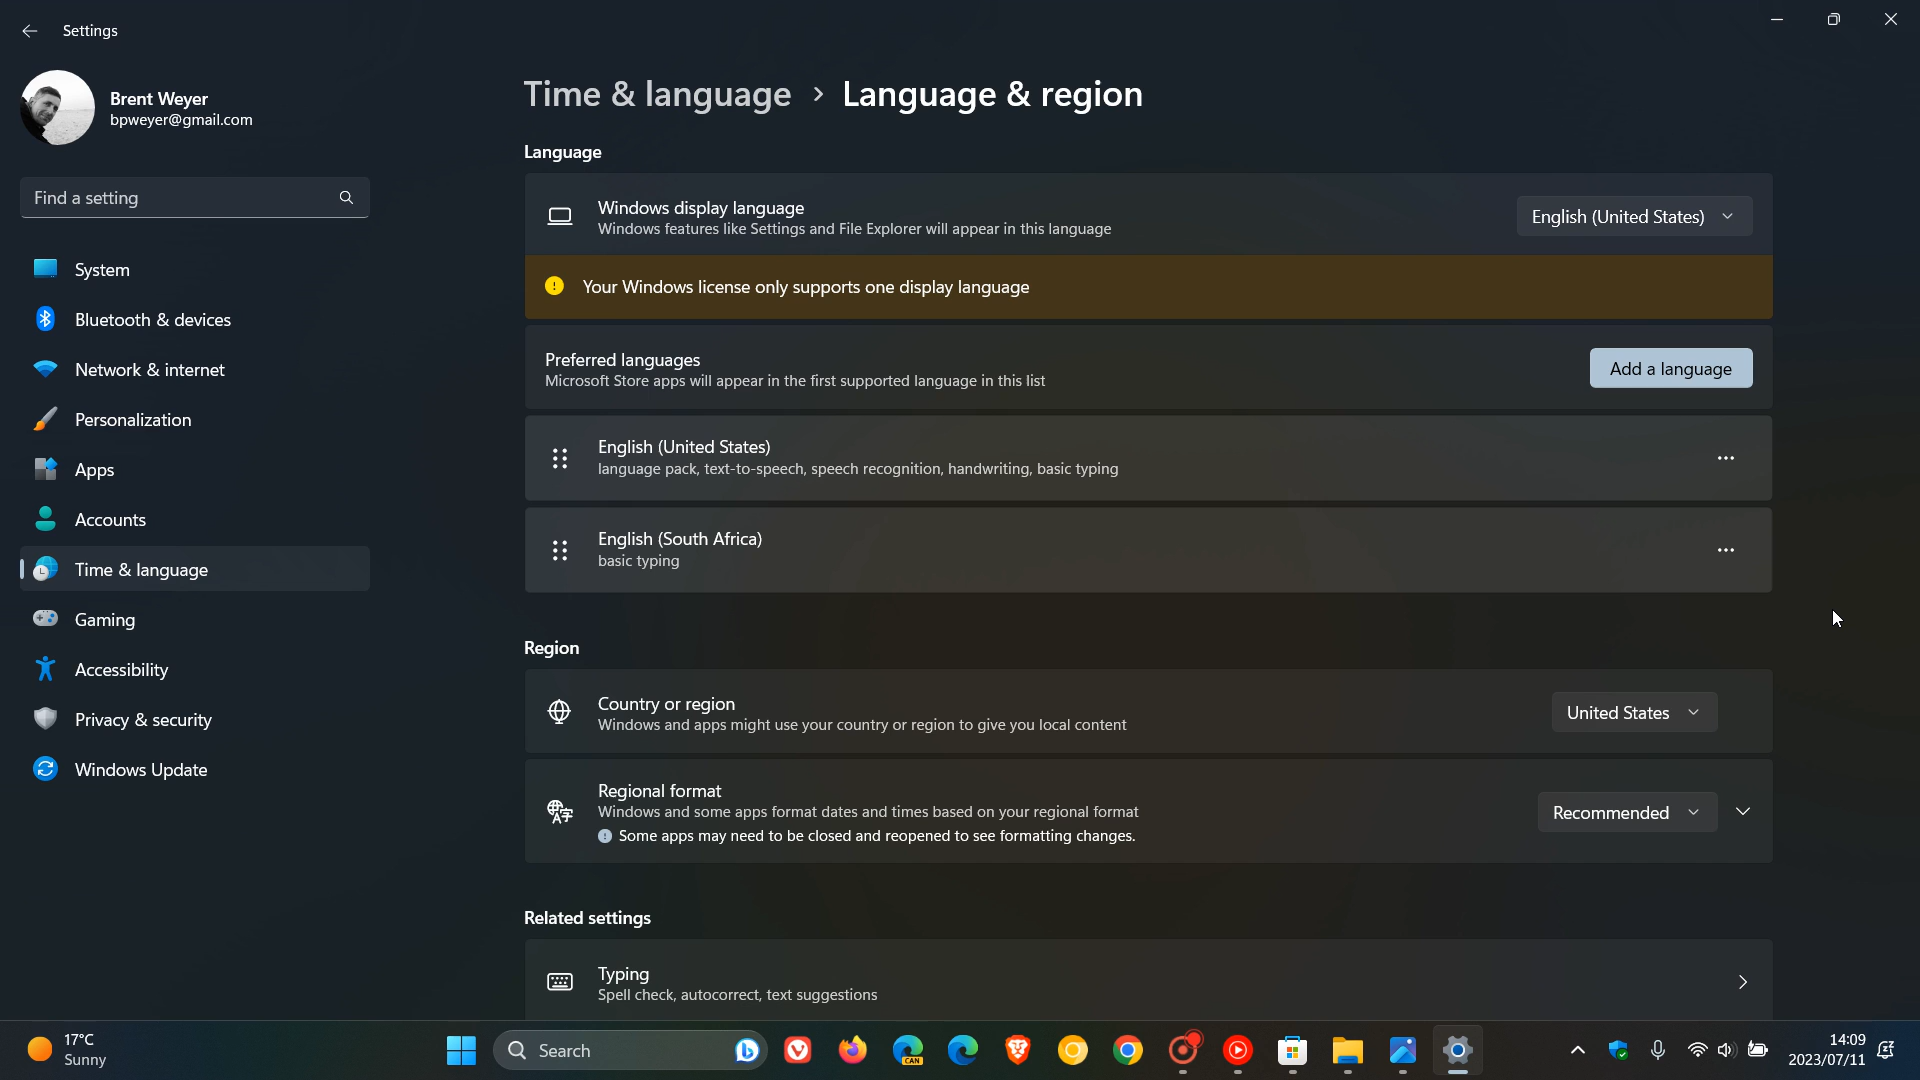 Settings
Brent Weyer
bpweyer@gmail.com
Find a setting
System
Bluetooth & devices
Network & internet
Personalization
Apps
Accounts
Time & language
Gaming
Accessibility
Privacy & security
Windows Update
Time & language > Language & region
Language
Windows display language
Windows features like Settings and File Explorer will appear in this language
English (United States)
Your Windows license only supports one display language
Preferred languages
Microsoft Store apps will appear in the first supported language in this list
Add a language
English (United States)
language pack, text-to-speech, speech recognition, handwriting, basic typing
English (South Africa)
basic typing
Region
Country or region
Windows and apps might use your country or region to give you local content
United States
Regional format
Windows and some apps format dates and times based on your regional format
Some apps may need to be closed and reopened to see formatting changes.
Recommended
Related settings
Typing
Spell check, autocorrect, text suggestions
17°C
Sunny
Search
CAN
14:09
2023/07/11